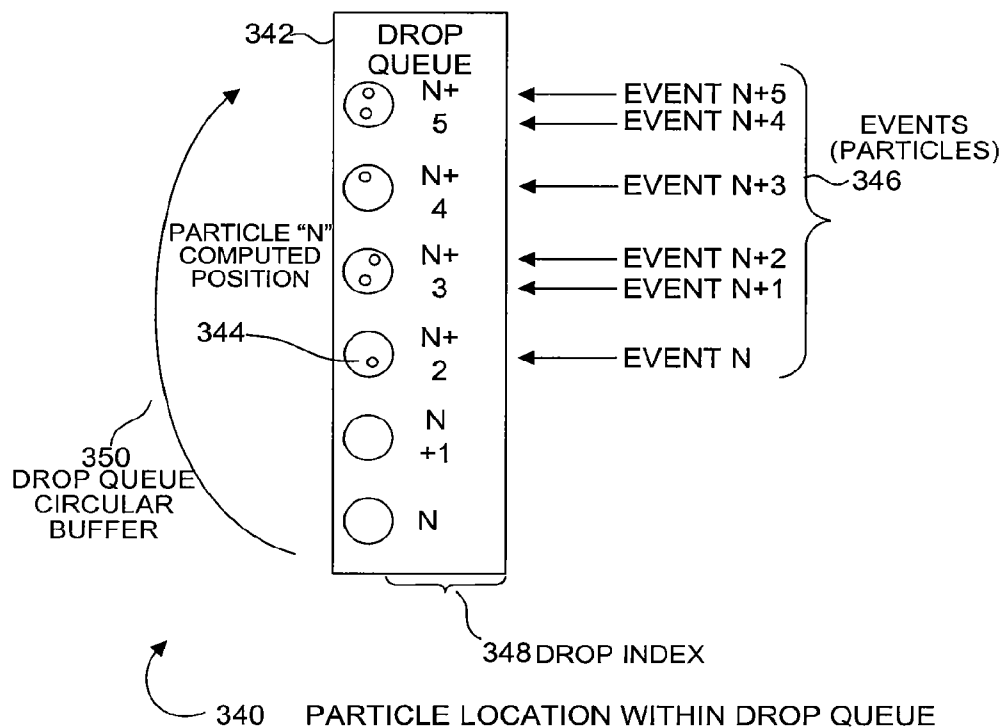 342
DROP
QUEUE
N+
5
EVENT N+5
EVENT N+4
EVENTS
(PARTICLES)
346
N+
4
EVENT N+3
PARTICLE "N"
COMPUTED
POSITION
N+
3
EVENT N+2
EVENT N+1
344
N+
2
EVENT N
350
DROP QUEUE
CIRCULAR
BUFFER
N
+1
N
348 DROP INDEX
340 PARTICLE LOCATION WITHIN DROP QUEUE